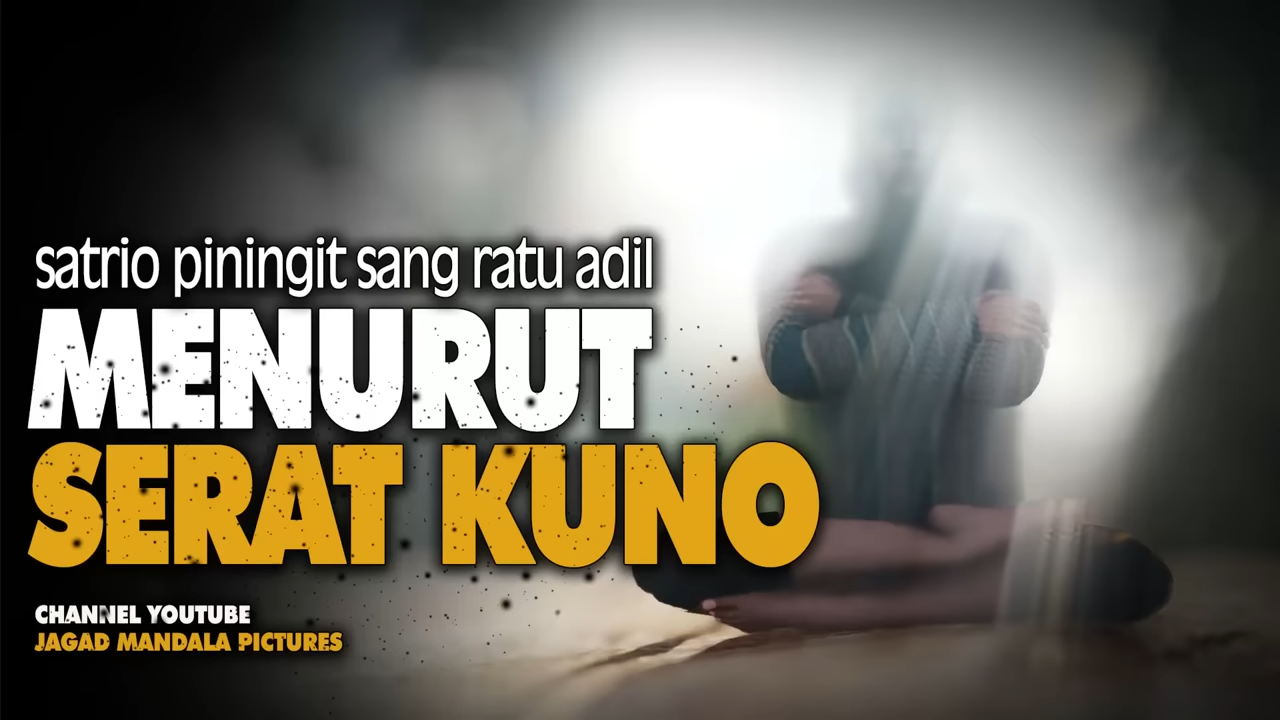 satrio piningit sang ratu adil
MENURUT
SERAT KUNO
CHANNEL YOUTUBE
JAGAD MANDALA PICTURES